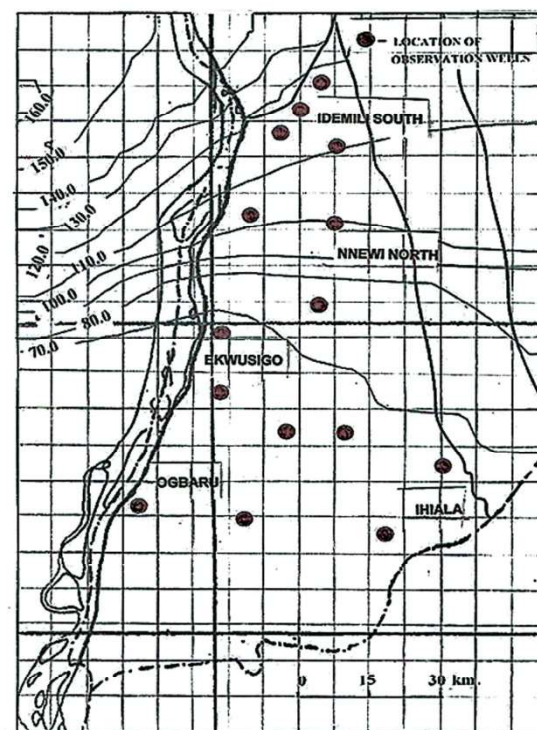 LOCATION OF
OBSERVATION WELLS
IDEMILI SOUTH
160.0
150.0
140.0
130.0
120.0
110.0
NNEWI NORTH
100.0
80.0
70.0
EKWUSIGO
OGBARU
IHIALA
0 15 30 km.